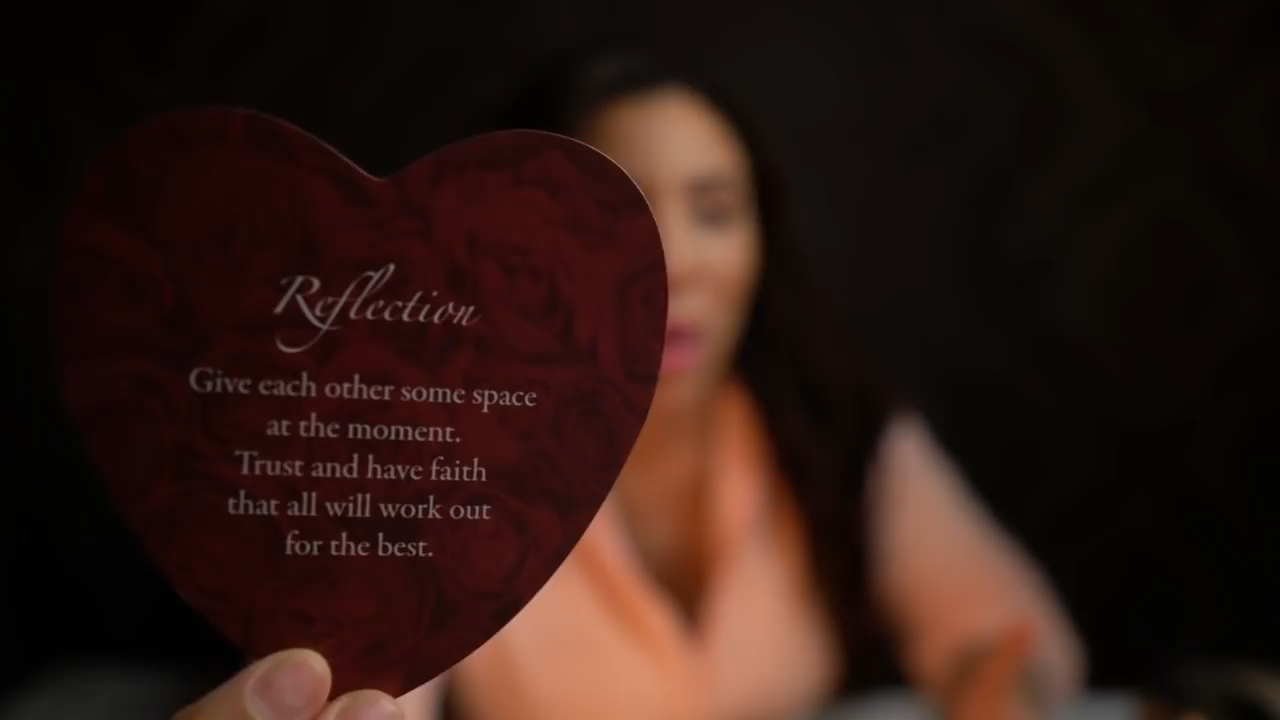 Reflection
Give each other some space
at the moment.
Trust and have faith
that all will work out
for the best.